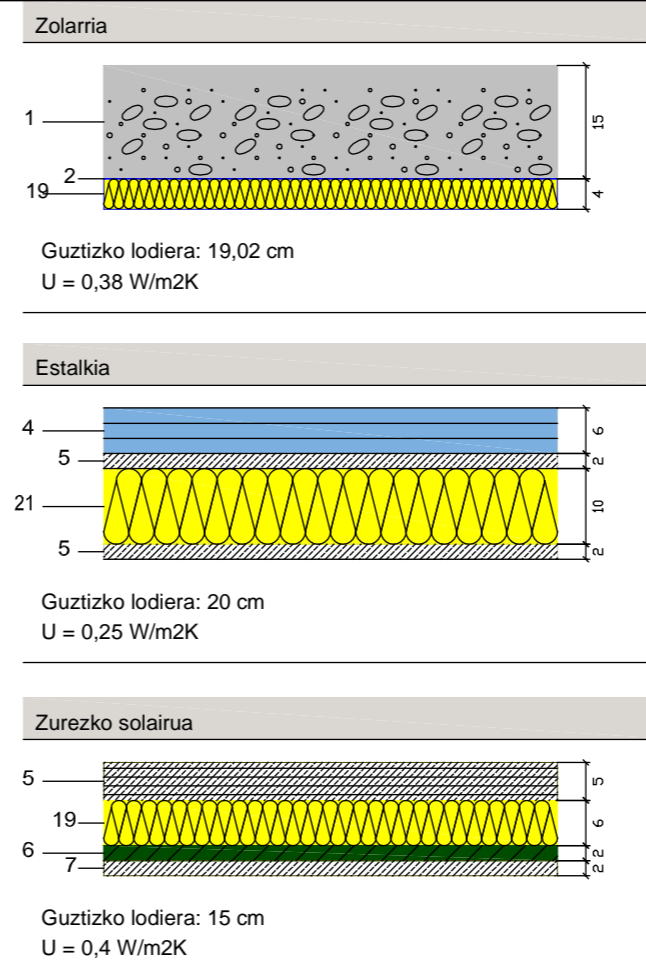 Zolarria
1
15
2
19
4
Guztizko lodiera: 19,02 cm
U = 0,38 W/m2K
Estalkia
4
6
5
2
21
10
5
2
Guztizko lodiera: 20 cm
U = 0,25 W/m2K
Zurezko solairua
5
5
19
6
6
2
7
2
Guztizko lodiera: 15 cm
U = 0,4 W/m2K